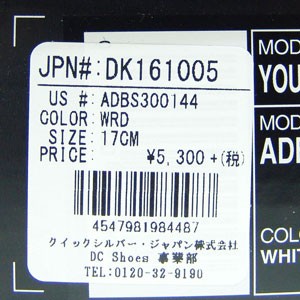 JPN#: DK161005
US #: ADBS300144
COLOR: WRD
SIZE: 17CM
PRICE: ¥5,300+(税)
4547981984487
クイックシルバー・ジャパン株式会社
DC Shoes 事業部
TEL:0120-32-9190
MOD
YOU
MOD
ADB
COLO
WHIT